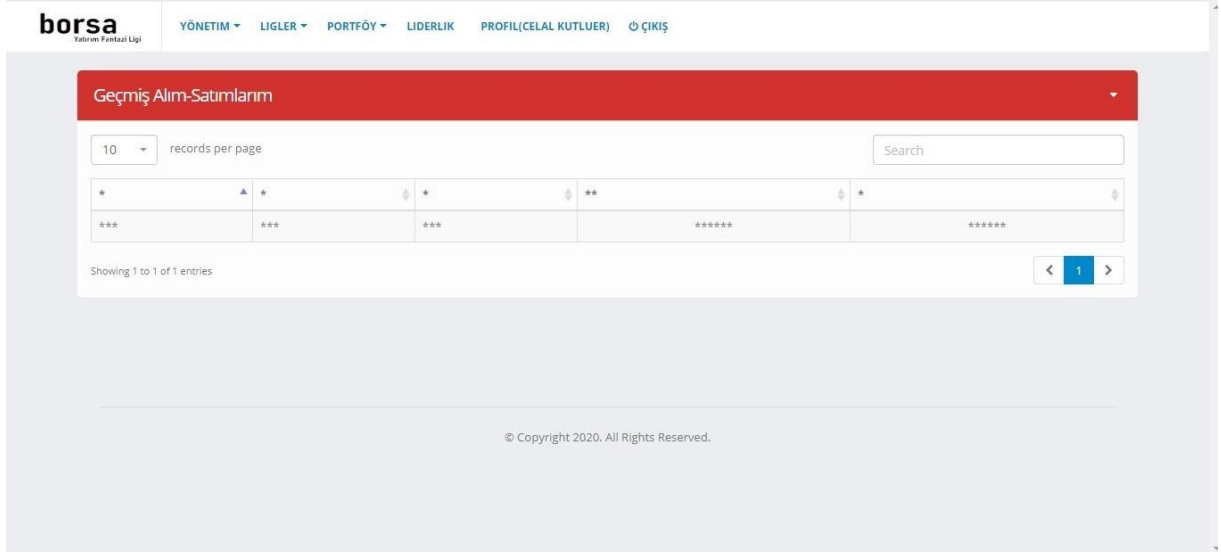 borsa
Yatırım Fantazi Ligi
YÖNETIM LIGLER PORTFÖY LIDERLIK PROFIL(CELAL KUTLUER) ÇIKIŞ
Geçmiş Alım-Satımlarım
10 records per page Search
* * * ** *
*** *** *** ****** ******
Showing 1 to 1 of 1 entries 1
© Copyright 2020. All Rights Reserved.